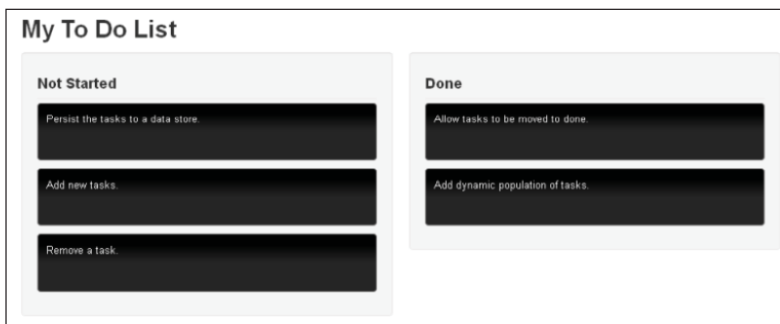 My To Do List
Not Started
Persist the tasks to a data store.
Add new tasks.
Remove a task.
Done
Allow tasks to be moved to done.
Add dynamic population of tasks.